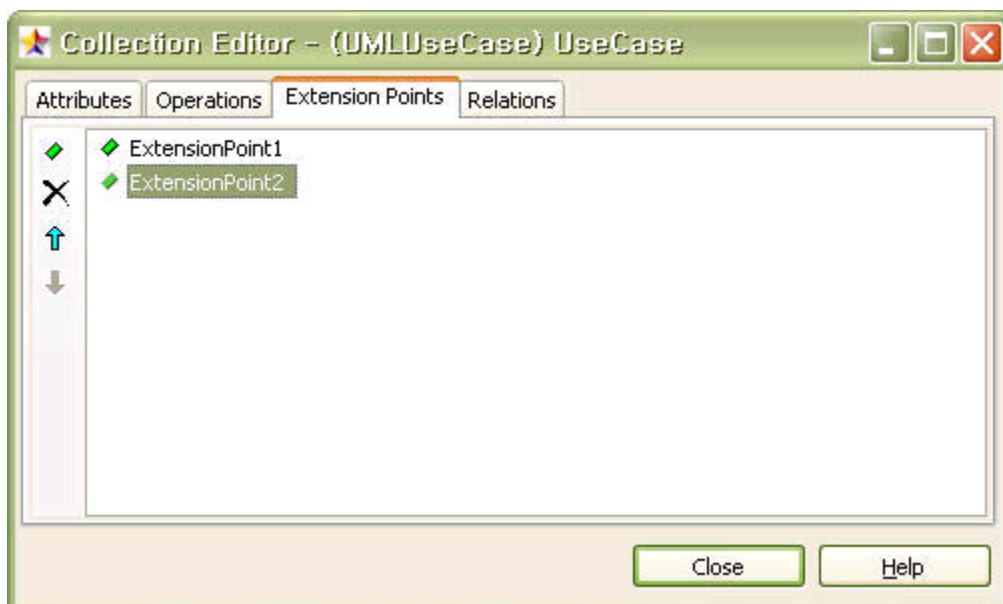 Collection Editor - (UMLUseCase) UseCase
Attributes Operations Extension Points Relations
ExtensionPoint1
ExtensionPoint2
Close Help